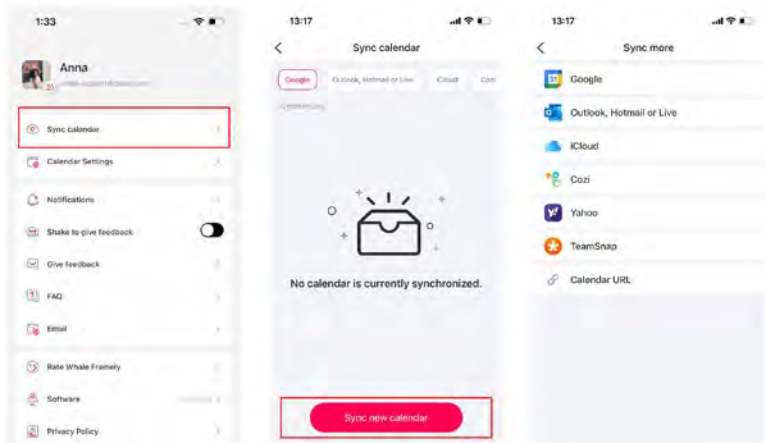 1:33
Anna
Sync calendar
Calendar Settings
Notifications
Shake to give feedback
Give feedback
FAQ
Email
Rate Whale Framely
Software
Privacy Policy
13:17
Sync calendar
Google
Outlook, Hotmail or Live
iCloud
Cozi
No calendar is currently synchronized.
Sync new calendar
13:17
Sync more
31
Google
Outlook, Hotmail or Live
iCloud
Cozi
Yahoo
TeamSnap
Calendar URL